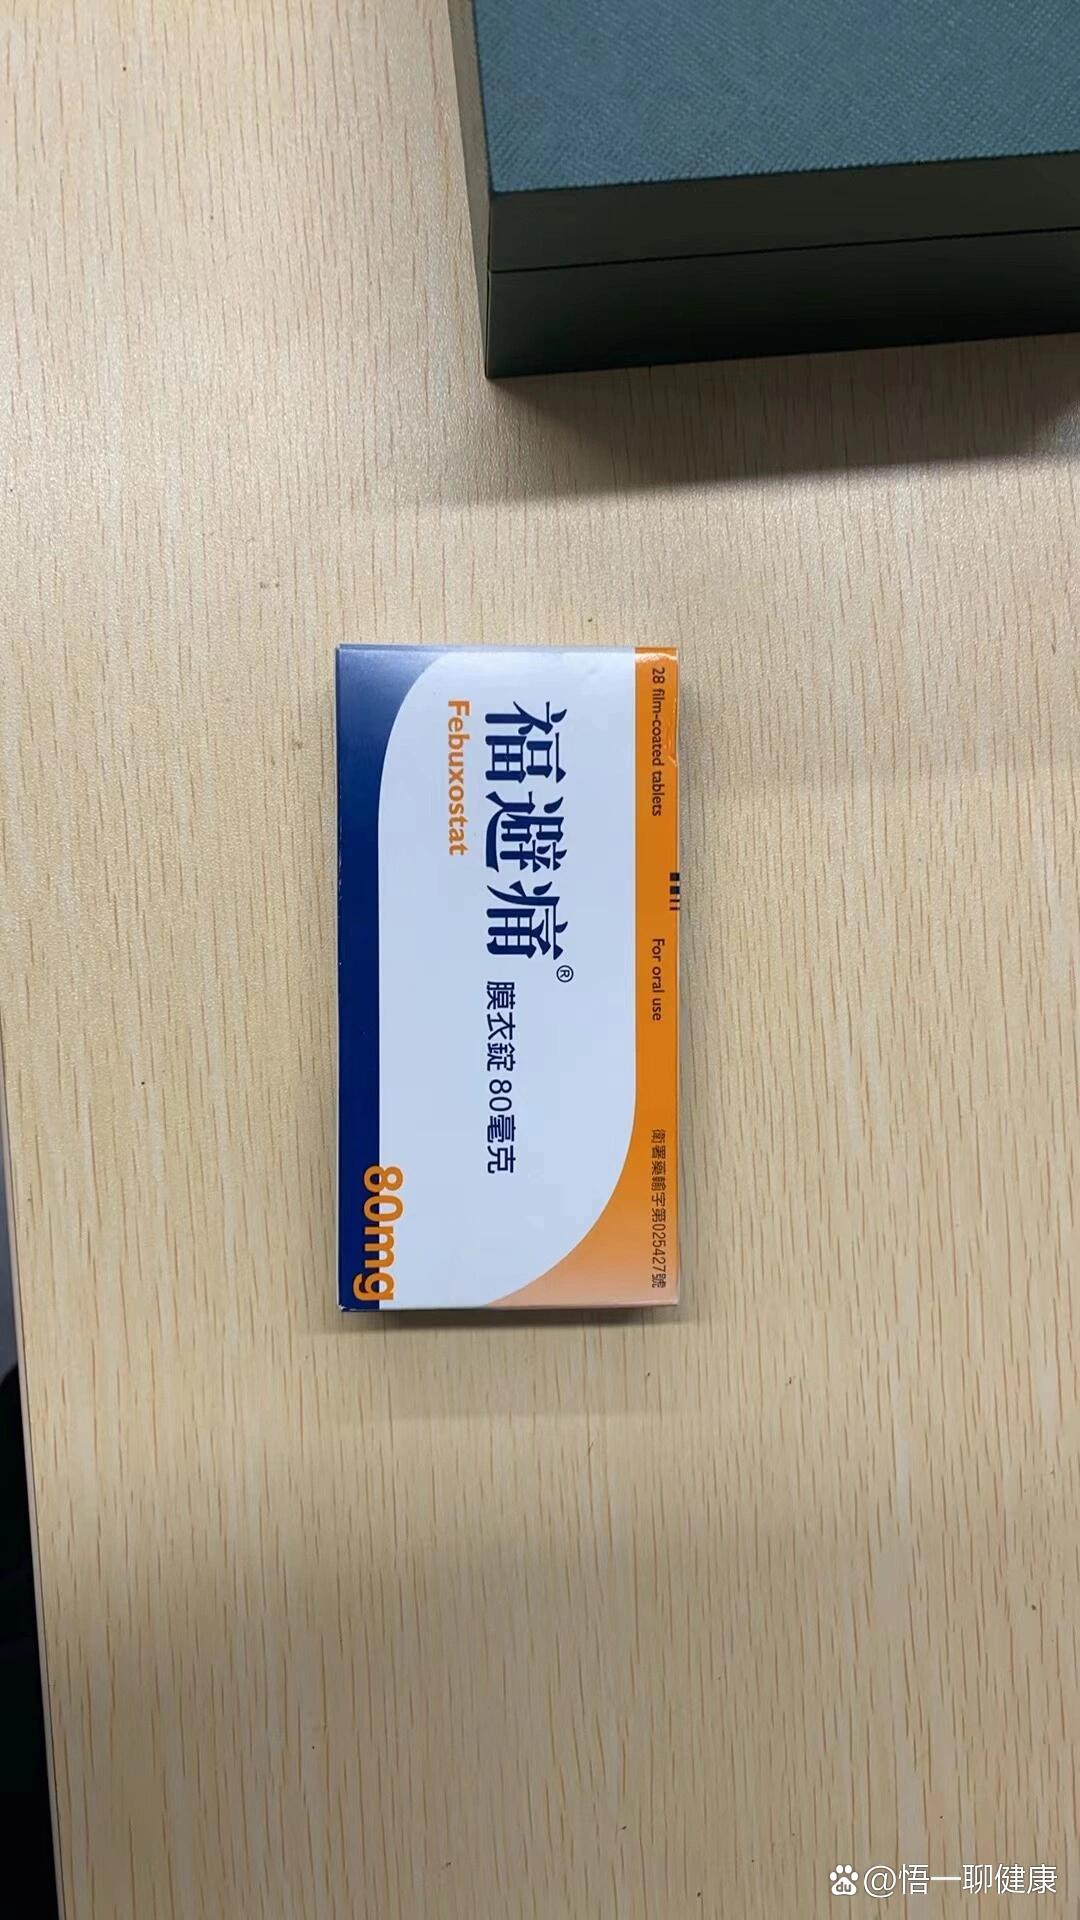 28 film-coated tablets
For oral use
衛署藥輸字第025427號
福避痛®
膜衣錠 80毫克
Febuxostat
80mg
du @悟一聊健康